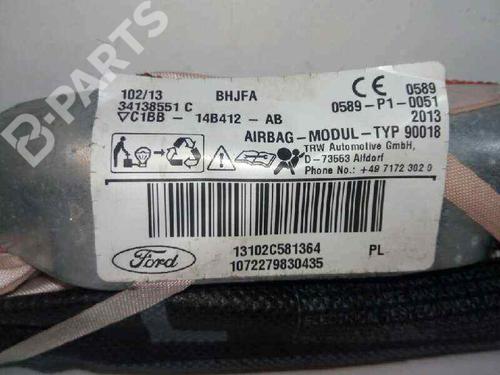 B-PARTS
102/13 BHJFA
34138551 C
C1BB - 14B412 - AB
CE 0589
0589-P1-0051
2013
AIRBAG-MODUL-TYP 90018
TRW Automotive GmbH,
D-73553 Alfdorf
Phone No.: +49 7172 302 0
Ford
13102C581364 PL
1072279830435